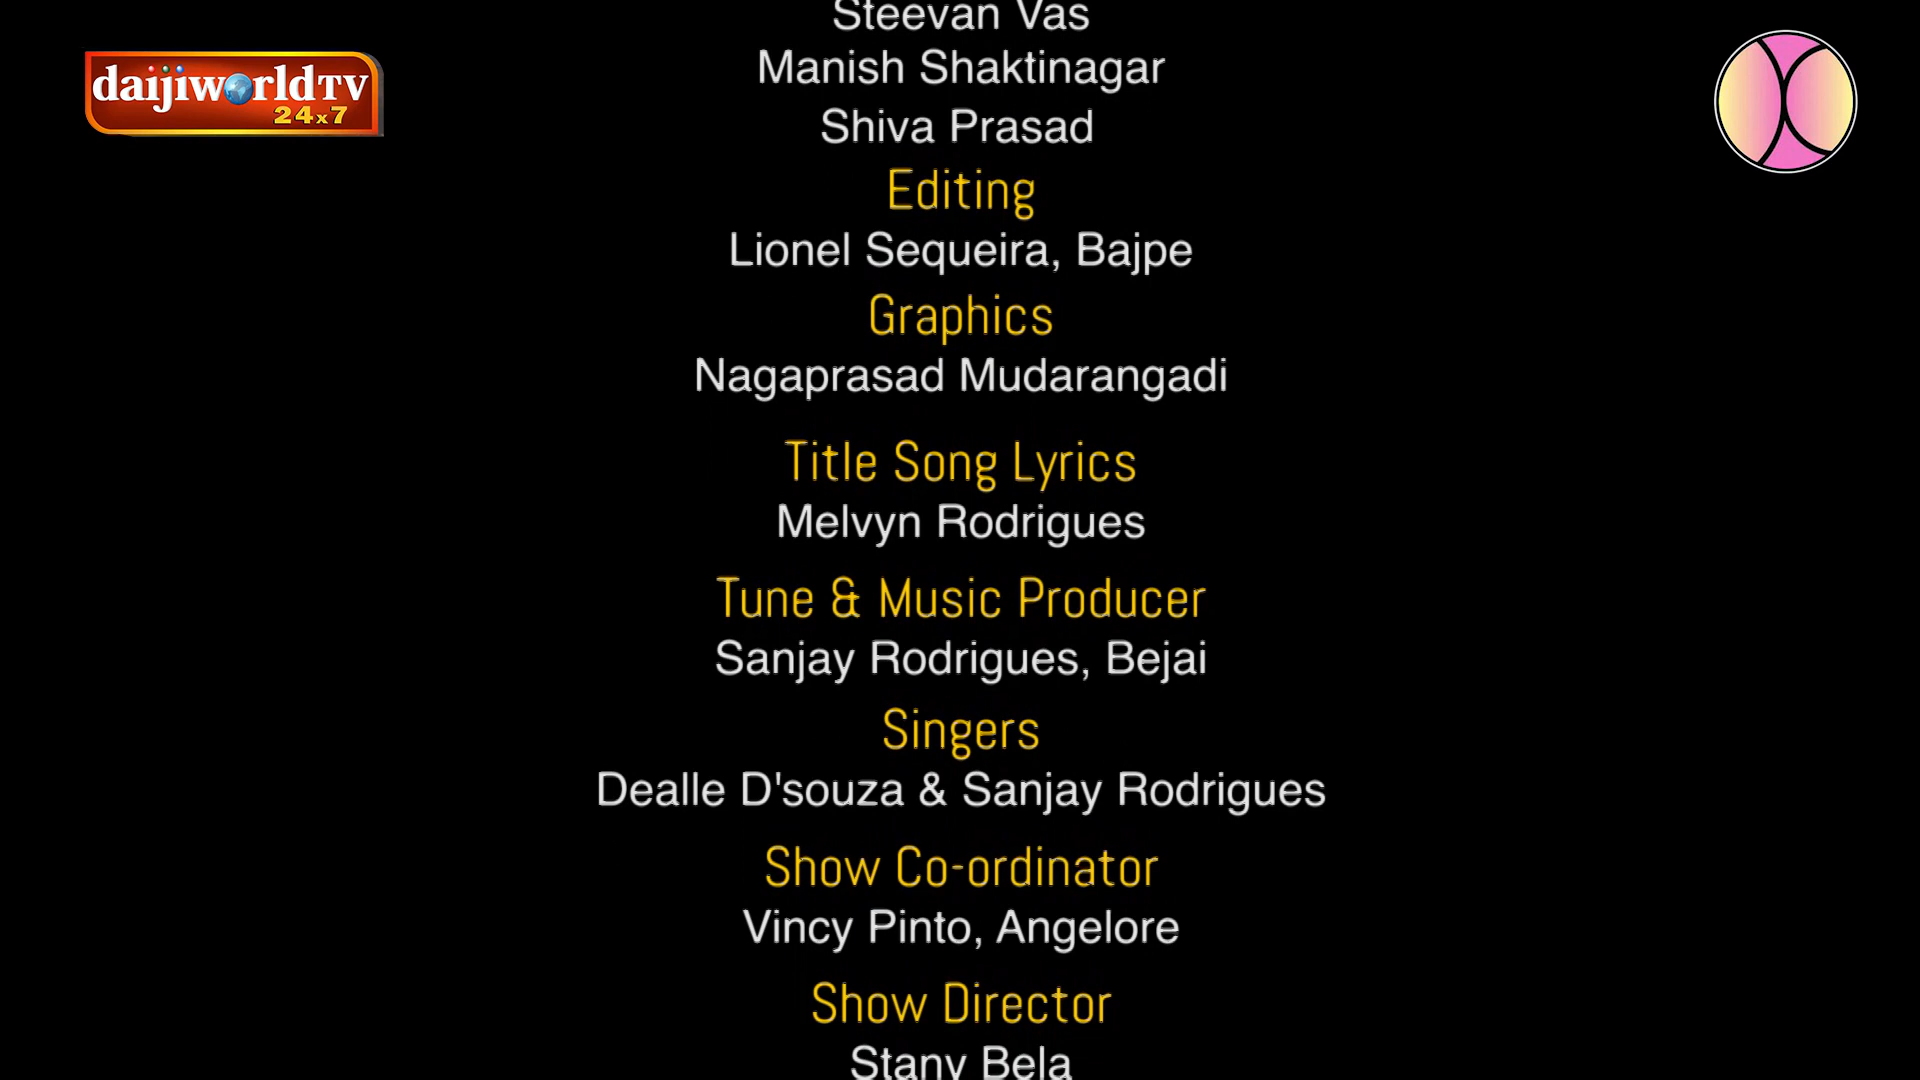 Steevan Vas
daijiworldTV
24x7
Manish Shaktinagar
Shiva Prasad
Editing
Lionel Sequeira, Bajpe
Graphics
Nagaprasad Mudarangadi
Title Song Lyrics
Melvyn Rodrigues
Tune & Music Producer
Sanjay Rodrigues, Bejai
Singers
Dealle D'souza & Sanjay Rodrigues
Show Co-ordinator
Vincy Pinto, Angelore
Show Director
Stany Bela